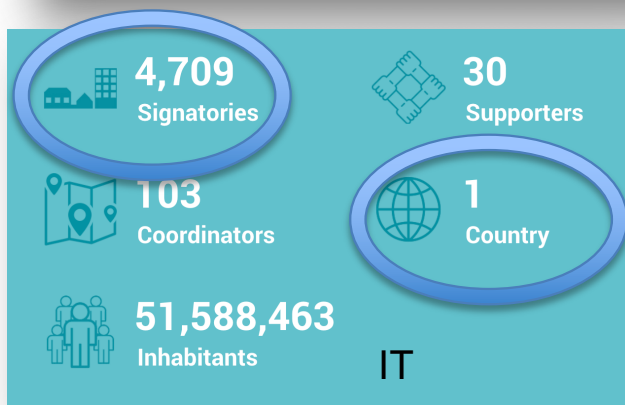 4,709
Signatories
30
Supporters
103
Coordinators
1
Country
51,588,463
Inhabitants
IT